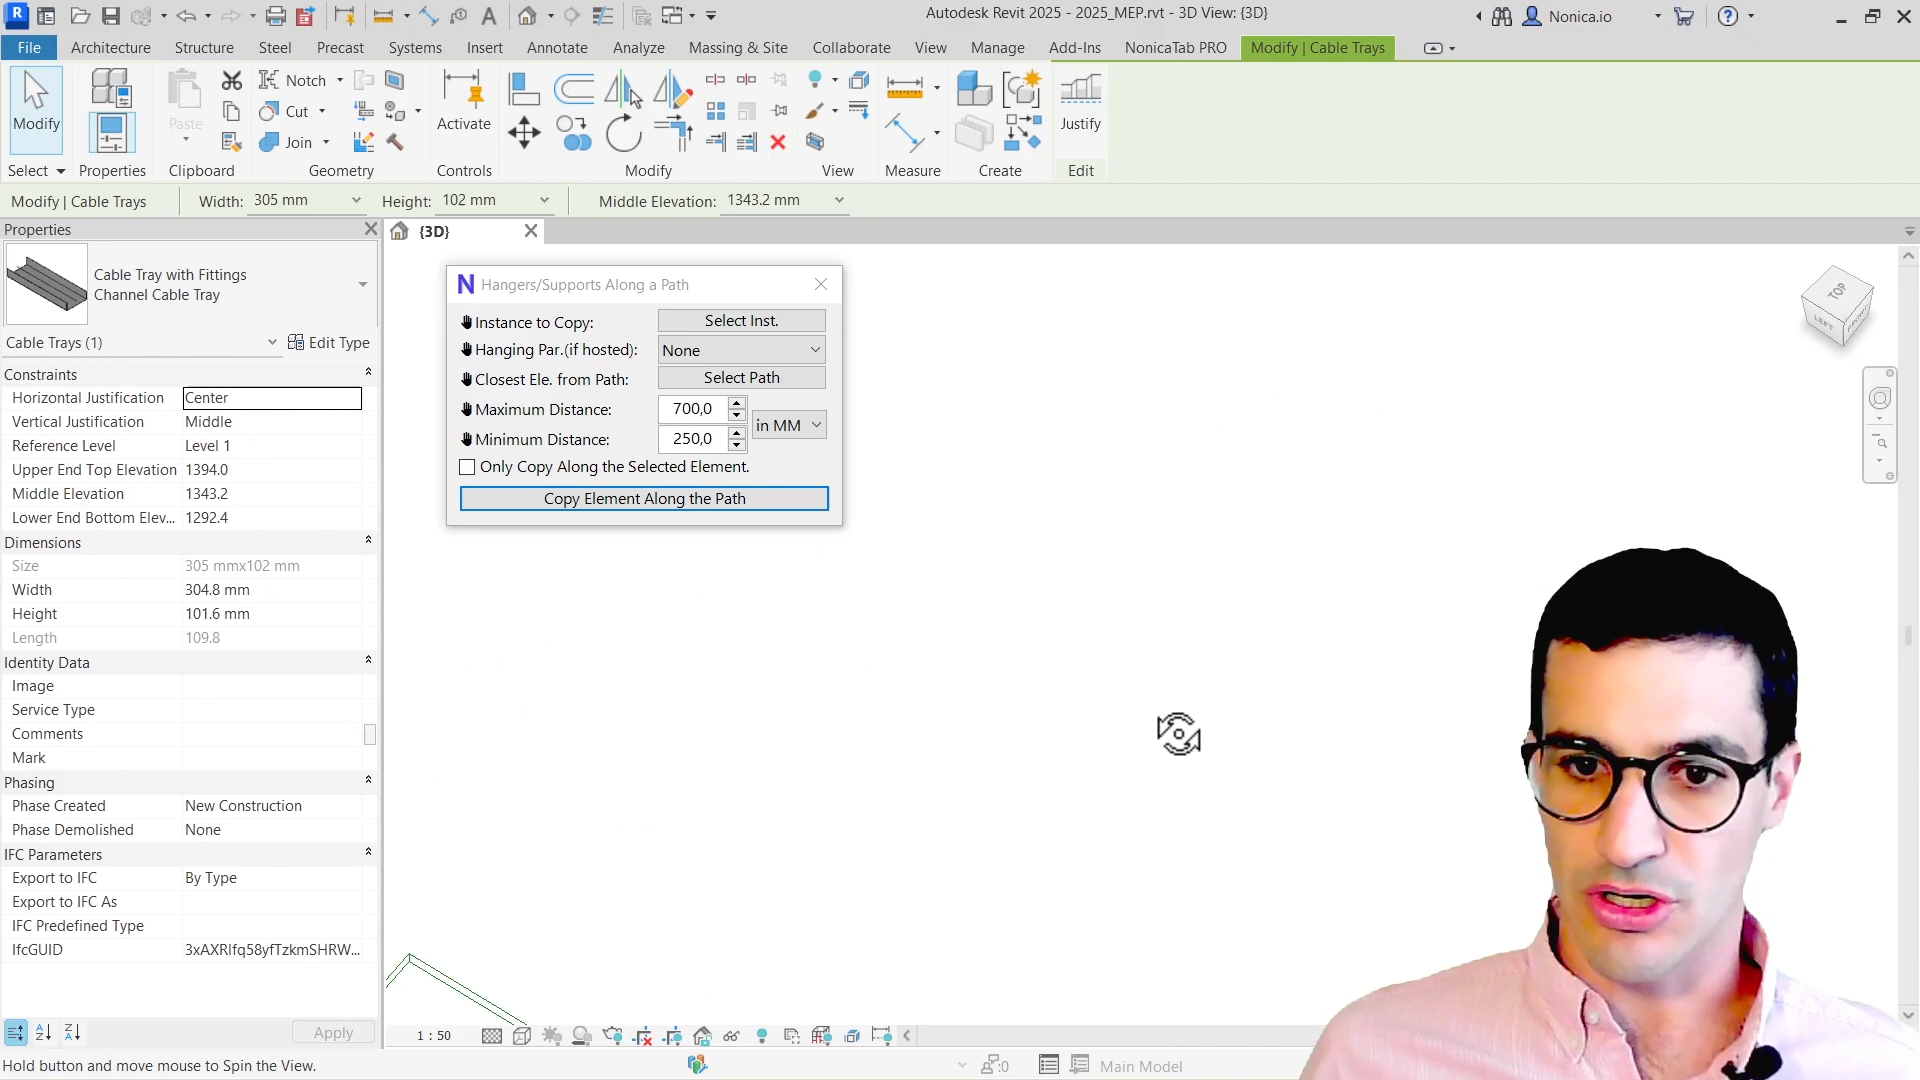 Autodesk Revit 2025 - 2025_MEP.rvt - 3D View: {3D}
Nonica.io
File Architecture Structure Steel Precast Systems Insert Annotate Analyze Massing & Site Collaborate View Manage Add-Ins NonicaTab PRO Modify | Cable Trays
Modify
Paste
Notch
Cut
Join
Activate
Justify
Select Properties Clipboard Geometry Controls Modify View Measure Create Edit
Modify | Cable Trays Width: 305 mm Height: 102 mm Middle Elevation: 1343.2 mm
Properties
{3D}
Cable Tray with Fittings
Channel Cable Tray
Cable Trays (1) Edit Type
Constraints
Horizontal Justification Center
Vertical Justification Middle
Reference Level Level 1
Upper End Top Elevation 1394.0
Middle Elevation 1343.2
Lower End Bottom Elev... 1292.4
Dimensions
Size 305 mmx102 mm
Width 304.8 mm
Height 101.6 mm
Length 109.8
Identity Data
Image
Service Type
Comments
Mark
Phasing
Phase Created New Construction
Phase Demolished None
IFC Parameters
Export to IFC By Type
Export to IFC As
IFC Predefined Type
IfcGUID 3xAXRIfq58yfTzkmSHRW...
Apply
N Hangers/Supports Along a Path
Instance to Copy: Select Inst.
Hanging Par.(if hosted): None
Closest Ele. from Path: Select Path
Maximum Distance: 700,0
in MM
Minimum Distance: 250,0
Only Copy Along the Selected Element.
Copy Element Along the Path
TOP
LEFT
1 : 50
Hold button and move mouse to Spin the View.
:0
Main Model